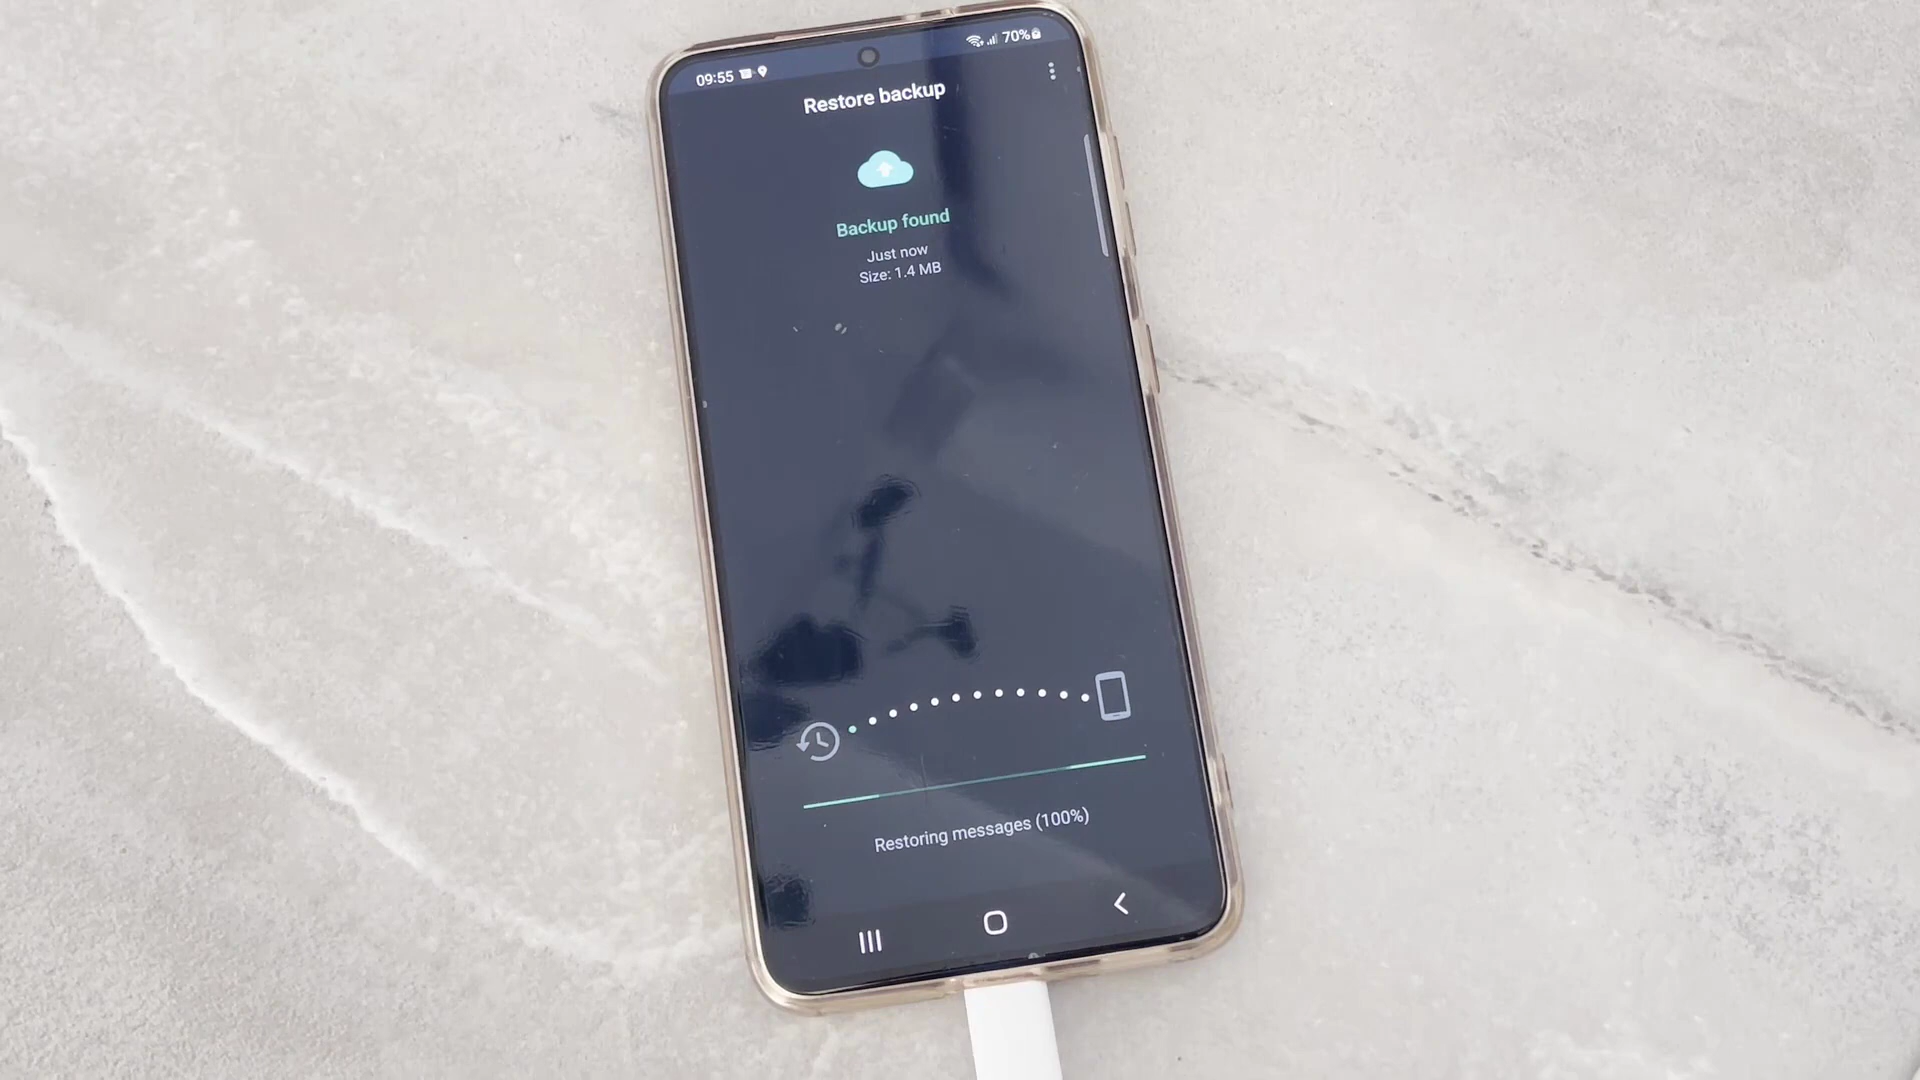 09:55
70%
Restore backup
Backup found
Just now
Size: 1.4 MB
Restoring messages (100%)